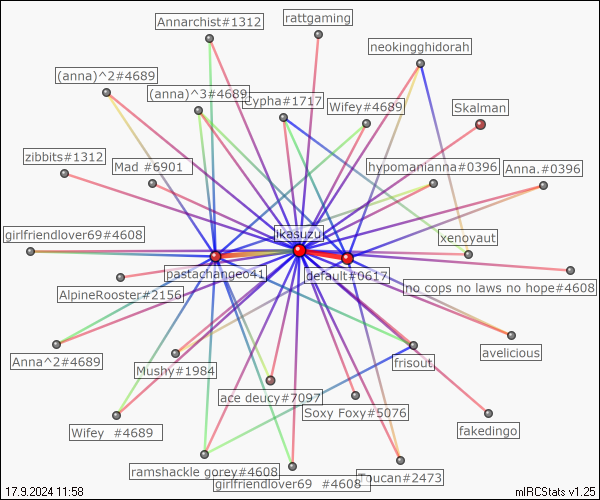 Annarchist#1312
rattgaming
neokingghidorah
(anna)^2#4689
(anna)^3#4689
Cypha#1717
Wifey#4689
Skalman
zibbits#1312
Mad  #6901
hypomanianna#0396
Anna.#0396
girlfriendlover69#4608
ikasuzu
xenoyaut
pastachangeo41
default#0617
no cops no laws no hope#4608
AlpineRooster#2156
Anna^2#4689
Mushy#1984
frisout
avelicious
ace deucy#7097
Soxy Foxy#5076
Wifey  #4689
fakedingo
ramshackle gorey#4608
girlfriendlover69  #4608
Toucan#2473
17.9.2024 11:58
mIRCStats v1.25